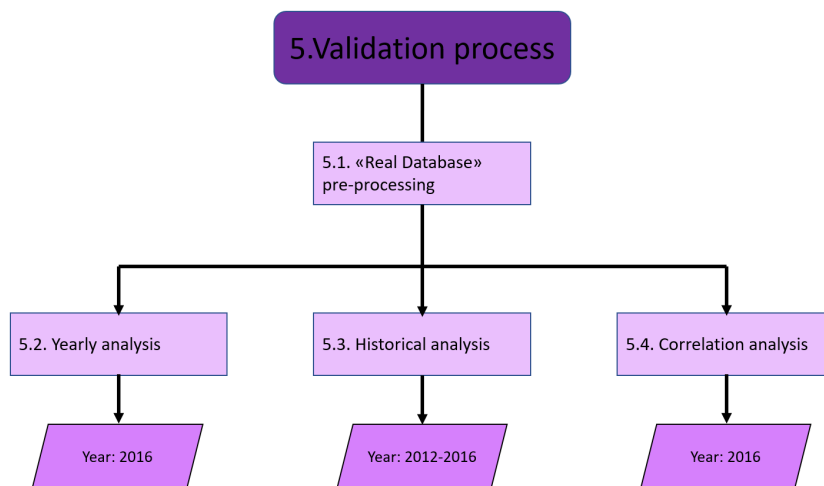 5.Validation process
5.1. «Real Database»
pre-processing
5.2. Yearly analysis
5.3. Historical analysis
5.4. Correlation analysis
Year: 2016
Year: 2012-2016
Year: 2016